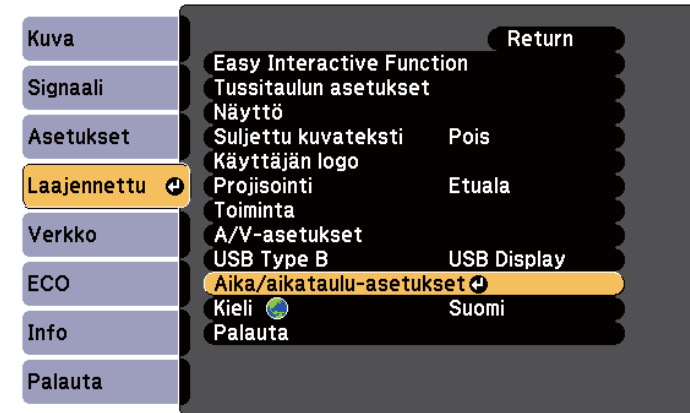 Kuva
Signaali
Asetukset
Laajennettu
Verkko
ECO
Info
Palauta
Return
Easy Interactive Function
Tussitaulun asetukset
Näyttö
Suljettu kuvateksti Pois
Käyttäjän logo
Projisointi Etuala
Toiminta
A/V-asetukset
USB Type B USB Display
Aika/aikataulu-asetukset
Kieli Suomi
Palauta